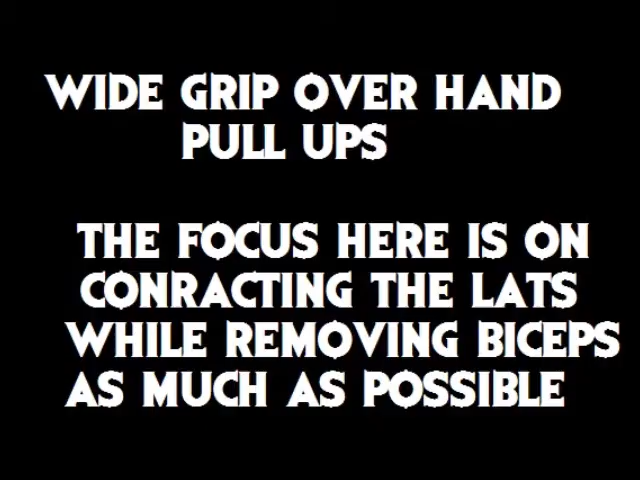 WIDE GRIP OVER HAND
PULL UPS
THE FOCUS HERE IS ON
CONRACTING THE LATS
WHILE REMOVING BICEPS
AS MUCH AS POSSIBLE